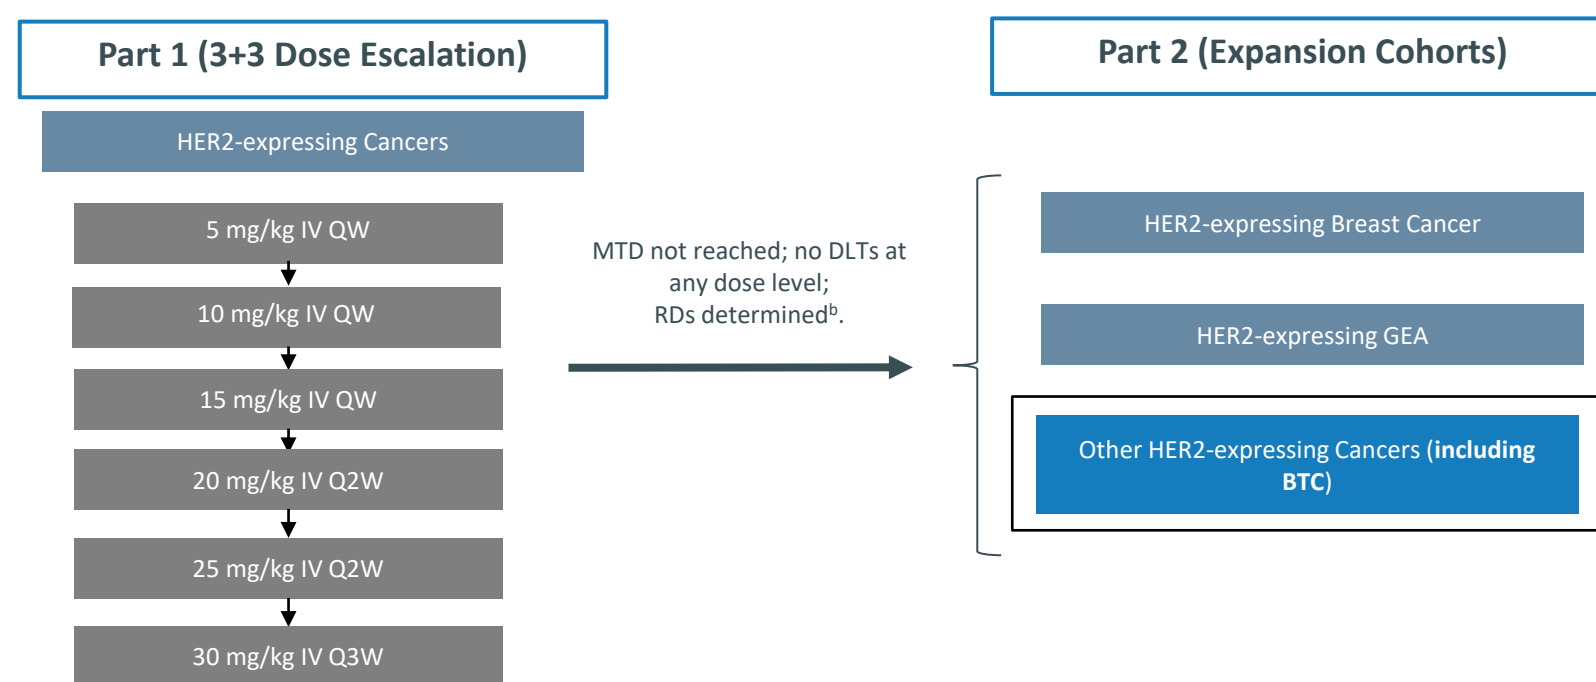 Part 1 (3+3 Dose Escalation)
HER2-expressing Cancers
5 mg/kg IV QW
10 mg/kg IV QW
15 mg/kg IV QW
20 mg/kg IV Q2W
25 mg/kg IV Q2W
30 mg/kg IV Q3W
MTD not reached; no DLTs at
any dose level;
RDs determinedᵇ.
Part 2 (Expansion Cohorts)
HER2-expressing Breast Cancer
HER2-expressing GEA
Other HER2-expressing Cancers (including
BTC)